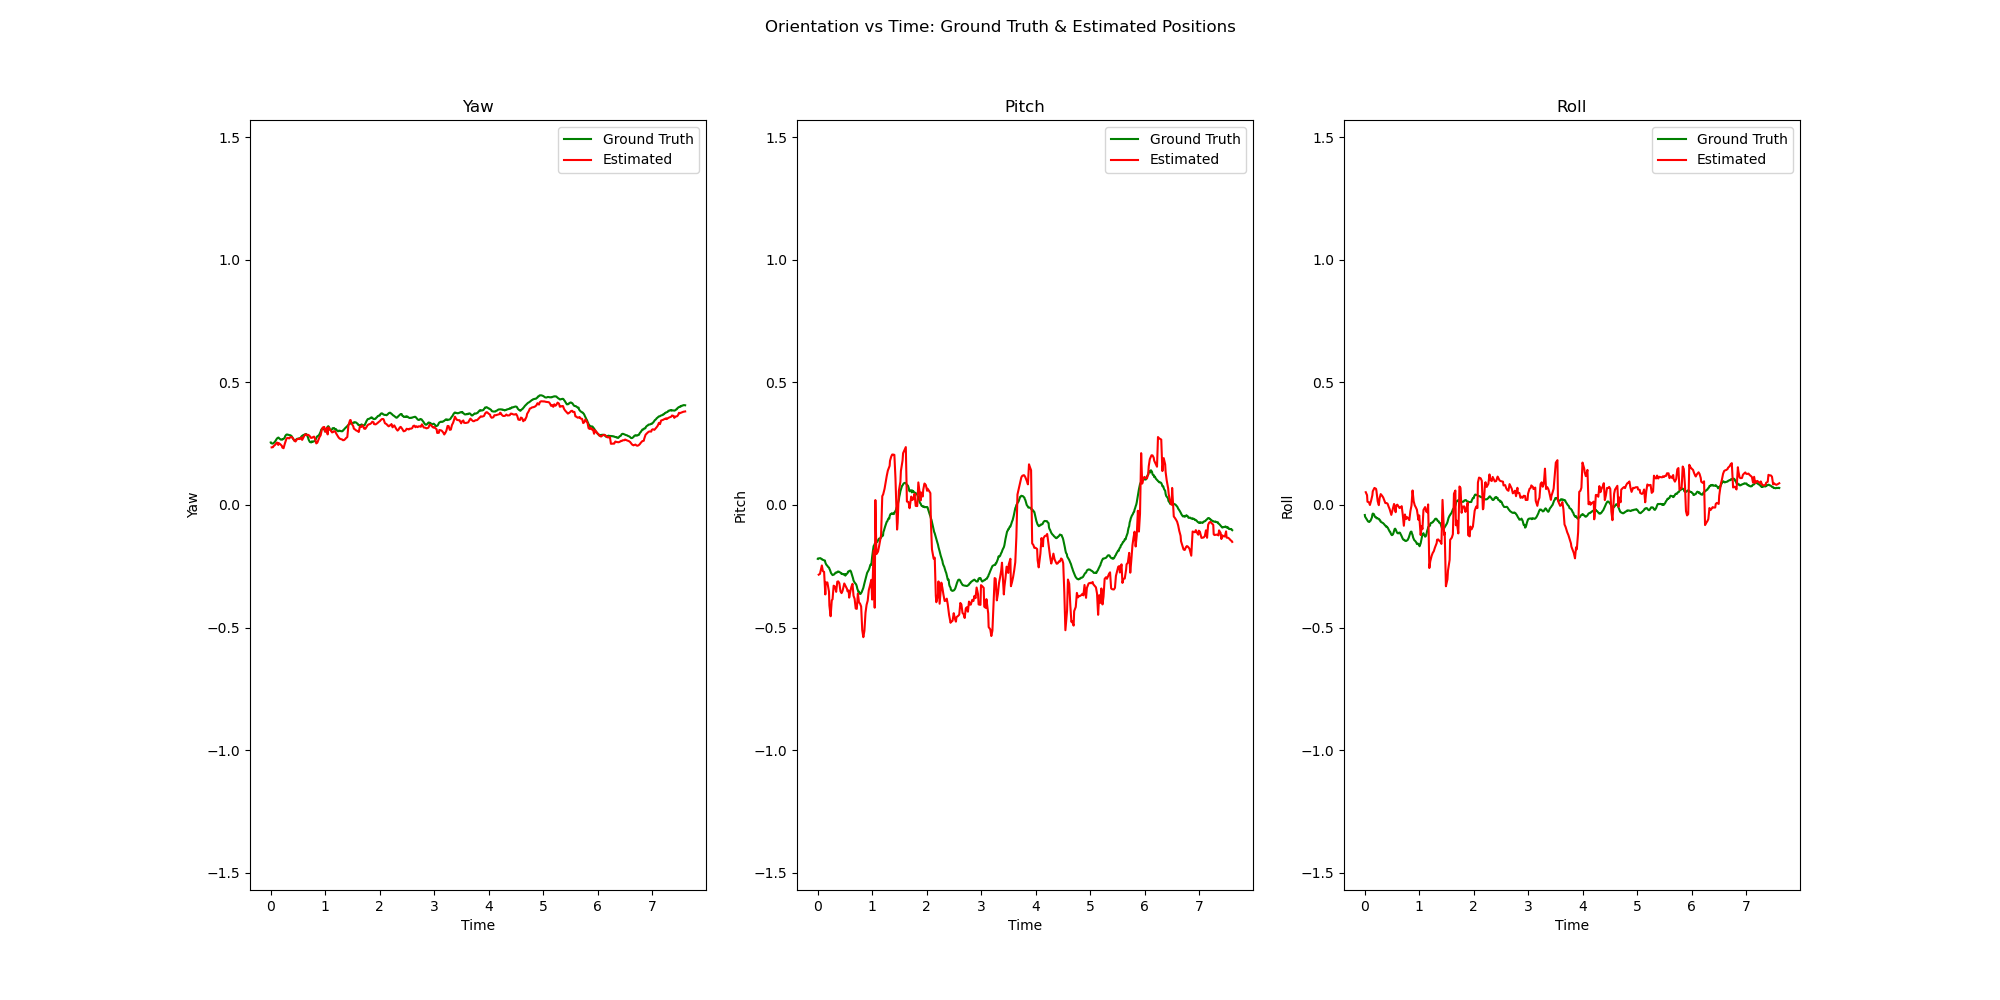 Orientation vs Time: Ground Truth & Estimated Positions
Yaw
Ground Truth
Estimated
1.5
1.0
0.5
0.0
−0.5
−1.0
−1.5
Yaw
0 1 2 3 4 5 6 7
Time
Pitch
Ground Truth
Estimated
1.5
1.0
0.5
0.0
−0.5
−1.0
−1.5
Pitch
0 1 2 3 4 5 6 7
Time
Roll
Ground Truth
Estimated
1.5
1.0
0.5
0.0
−0.5
−1.0
−1.5
Roll
0 1 2 3 4 5 6 7
Time